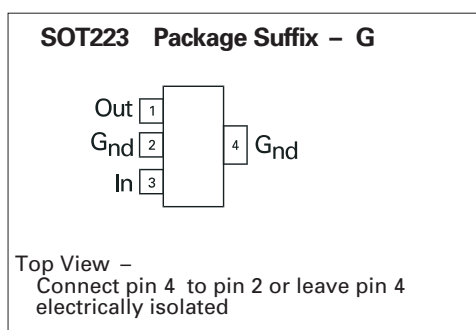 SOT223 Package Suffix – G
Out 1
Gnd 2
4 Gnd
In 3
Top View –
Connect pin 4 to pin 2 or leave pin 4
electrically isolated